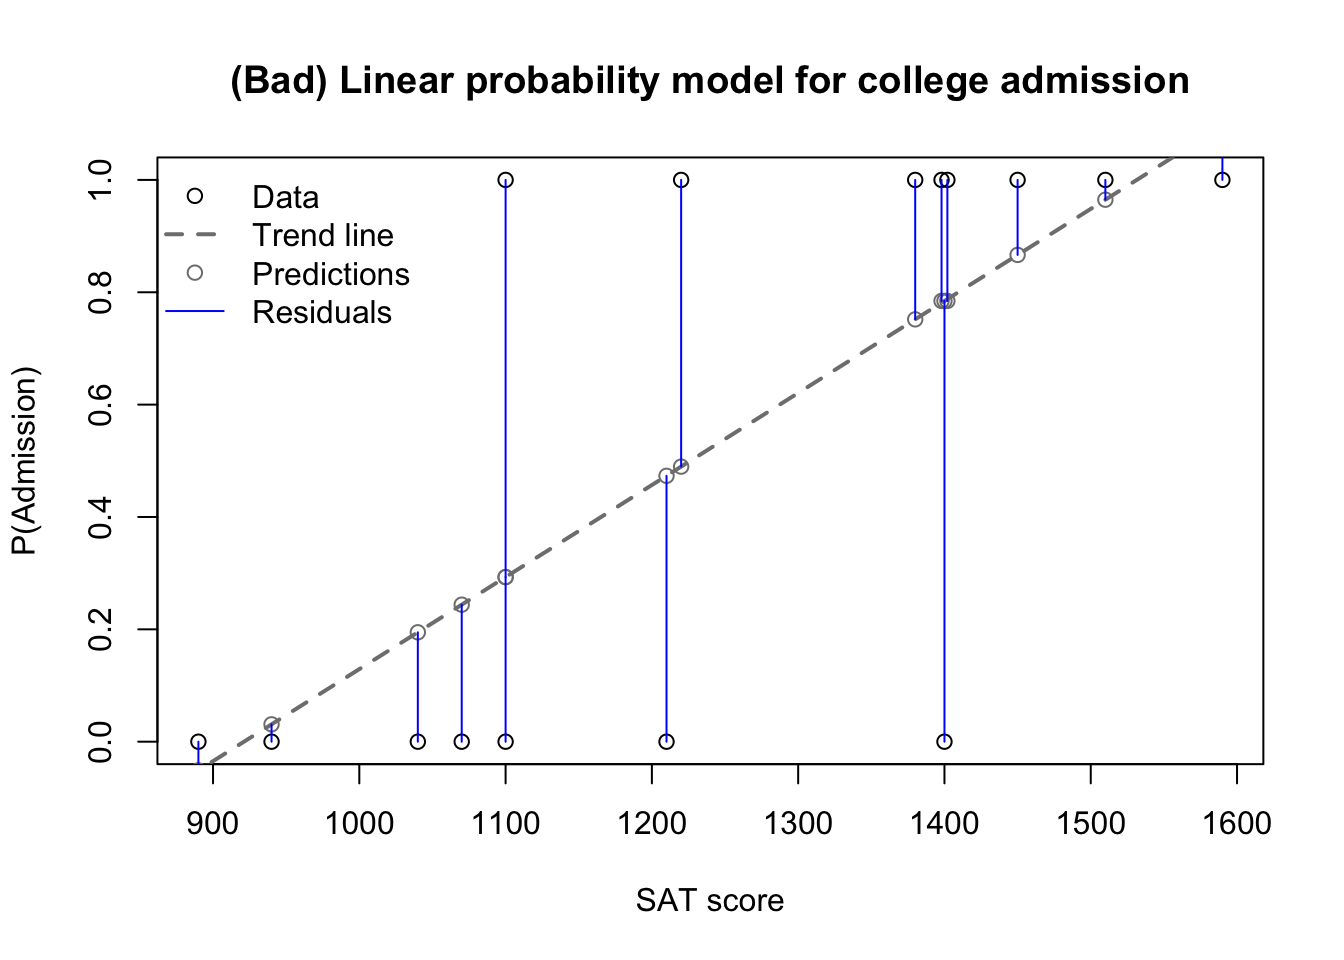 (Bad) Linear probability model for college admission
Data
Trend line
Predictions
Residuals
P(Admission)
1.0
0.8
0.6
0.4
0.2
0.0
900 1000 1100 1200 1300 1400 1500 1600
SAT score